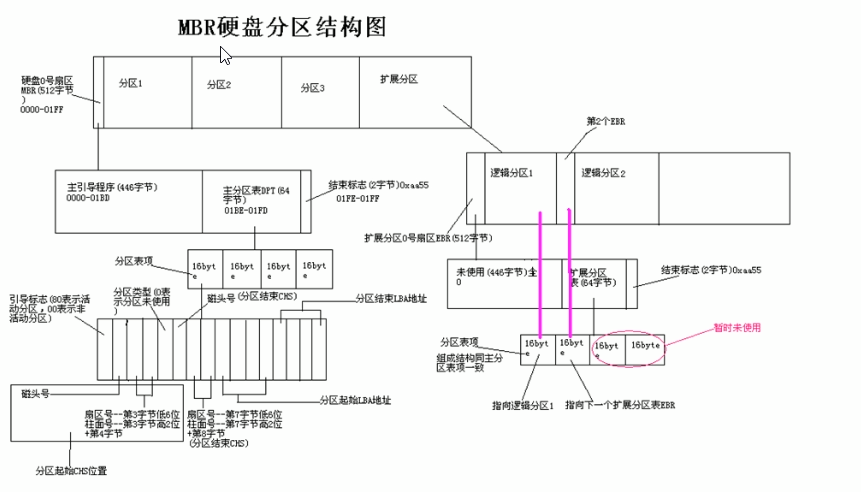 MBR硬盘分区结构图
硬盘0号扇区
MBR(512字节
)
0000-01FF
分区1
分区2
分区3
扩展分区
第2个EBR
逻辑分区1
逻辑分区2
主引导程序(446字节)
0000-01BD
主分区表DPT(64
字节)
01BE-01FD
结束标志(2字节)0xaa55
01FE-01FF
扩展分区0号扇区EBR(512字节)
未使用(446字节)全
0
扩展分区
表(64字节)
结束标志(2字节)0xaa55
分区表项
16byt
e
16byt
e
16byt
e
16byt
e
引导标志(80表示活
动分区，00表示非
活动分区)
分区类型(0表
示分区未使用
)
磁头号(分区结束CHS)
分区结束LBA地址
暂时未使用
分区表项
组成结构同主分
区表项一致
16byt
e
16byt
e
16byt
e
16byte
指向逻辑分区1
指向下一个扩展分区表EBR
磁头号
扇区号--第3字节低6位
柱面号--第3字节高2位
+第4字节
扇区号--第7字节低6位
柱面号--第7字节高2位
+第8字节
(分区结束CHS)
分区起始LBA地址
分区起始CHS位置